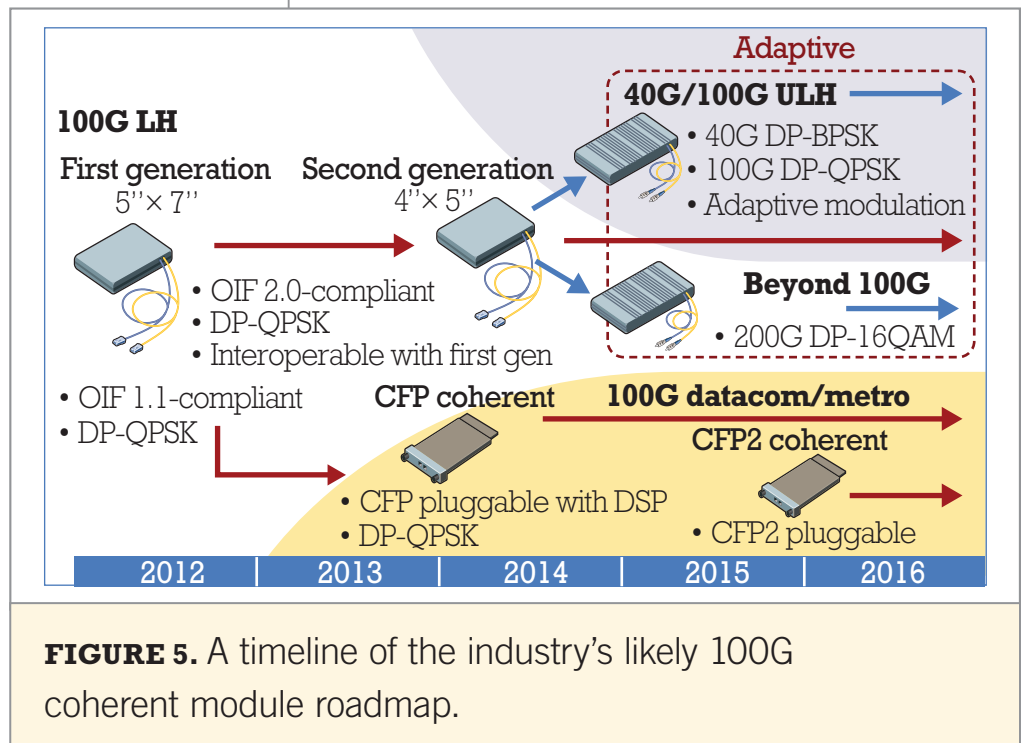 Adaptive
100G LH
First generation
5’’× 7’’
Second generation
4’’× 5’’
40G/100G ULH
• 40G DP-BPSK
• 100G DP-QPSK
• Adaptive modulation
• OIF 2.0-compliant
• DP-QPSK
• Interoperable with first gen
Beyond 100G
• 200G DP-16QAM
• OIF 1.1-compliant
• DP-QPSK
CFP coherent
100G datacom/metro
CFP2 coherent
• CFP pluggable with DSP
• DP-QPSK
• CFP2 pluggable
2012 2013 2014 2015 2016
FIGURE 5. A timeline of the industry’s likely 100G
coherent module roadmap.